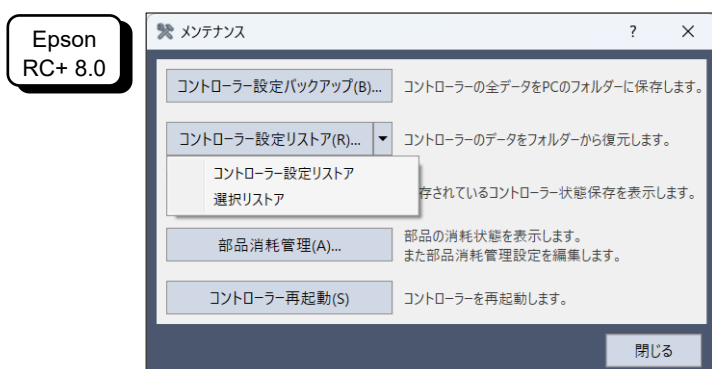 Epson
RC+ 8.0
メンテナンス
?
コントローラー設定バックアップ(B)...
コントローラーの全データをPCのフォルダーに保存します。
コントローラー設定リストア(R)...
コントローラーのデータをフォルダーから復元します。
コントローラー設定リストア
選択リストア
存されているコントローラー状態保存を表示します。
部品消耗管理(A)...
部品の消耗状態を表示します。
また部品消耗管理設定を編集します。
コントローラー再起動(S)
コントローラーを再起動します。
閉じる